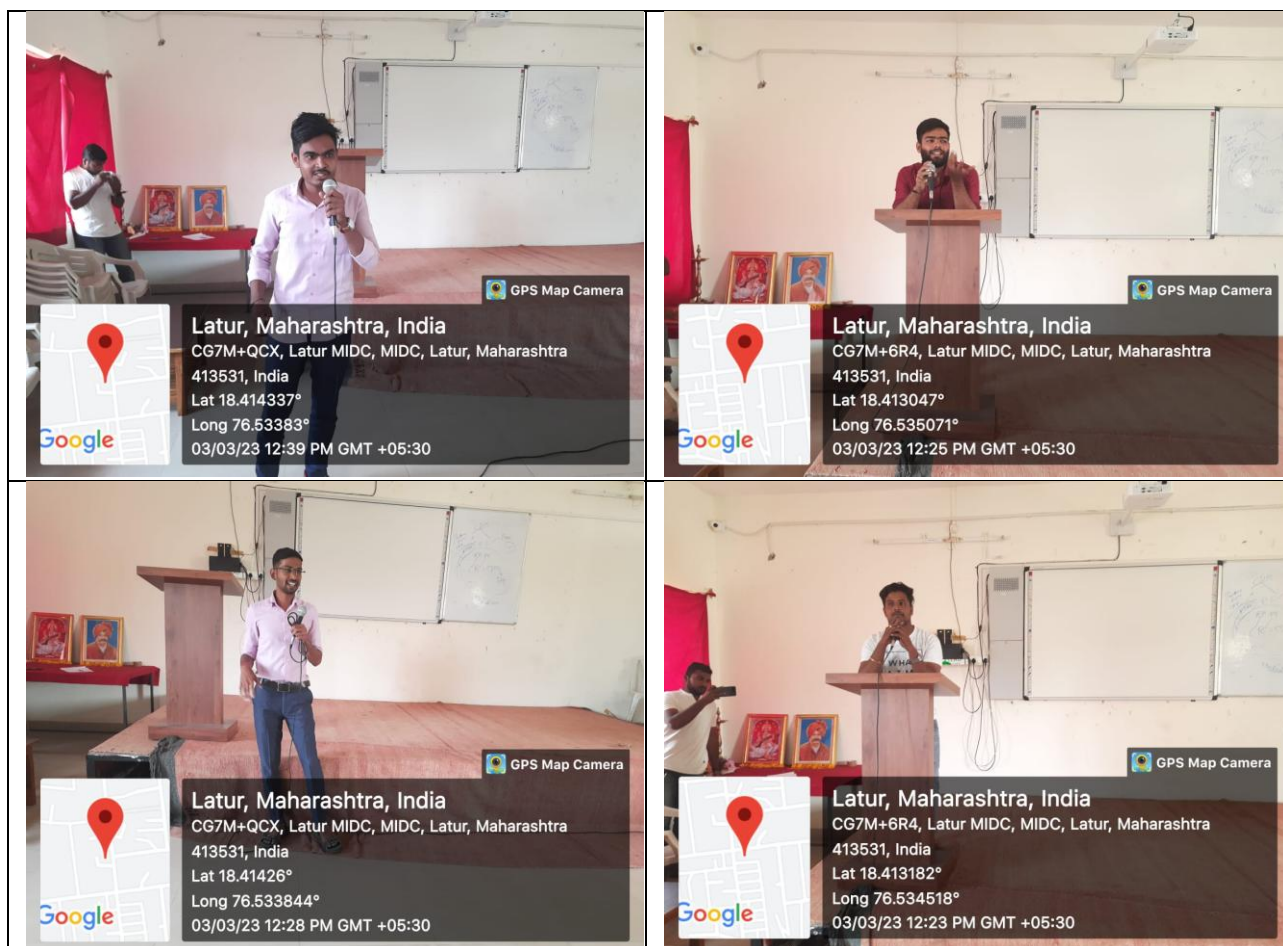 GPS Map Camera
Latur, Maharashtra, India
CG7M+QCX, Latur MIDC, MIDC, Latur, Maharashtra
413531, India
Lat 18.414337°
Long 76.53383°
03/03/23 12:39 PM GMT +05:30
Google
GPS Map Camera
Latur, Maharashtra, India
CG7M+6R4, Latur MIDC, MIDC, Latur, Maharashtra
413531, India
Lat 18.413047°
Long 76.535071°
03/03/23 12:25 PM GMT +05:30
Google
GPS Map Camera
Latur, Maharashtra, India
CG7M+QCX, Latur MIDC, MIDC, Latur, Maharashtra
413531, India
Lat 18.41426°
Long 76.533844°
03/03/23 12:28 PM GMT +05:30
Google
WHA
GPS Map Camera
Latur, Maharashtra, India
CG7M+6R4, Latur MIDC, MIDC, Latur, Maharashtra
413531, India
Lat 18.413182°
Long 76.534518°
03/03/23 12:23 PM GMT +05:30
Google